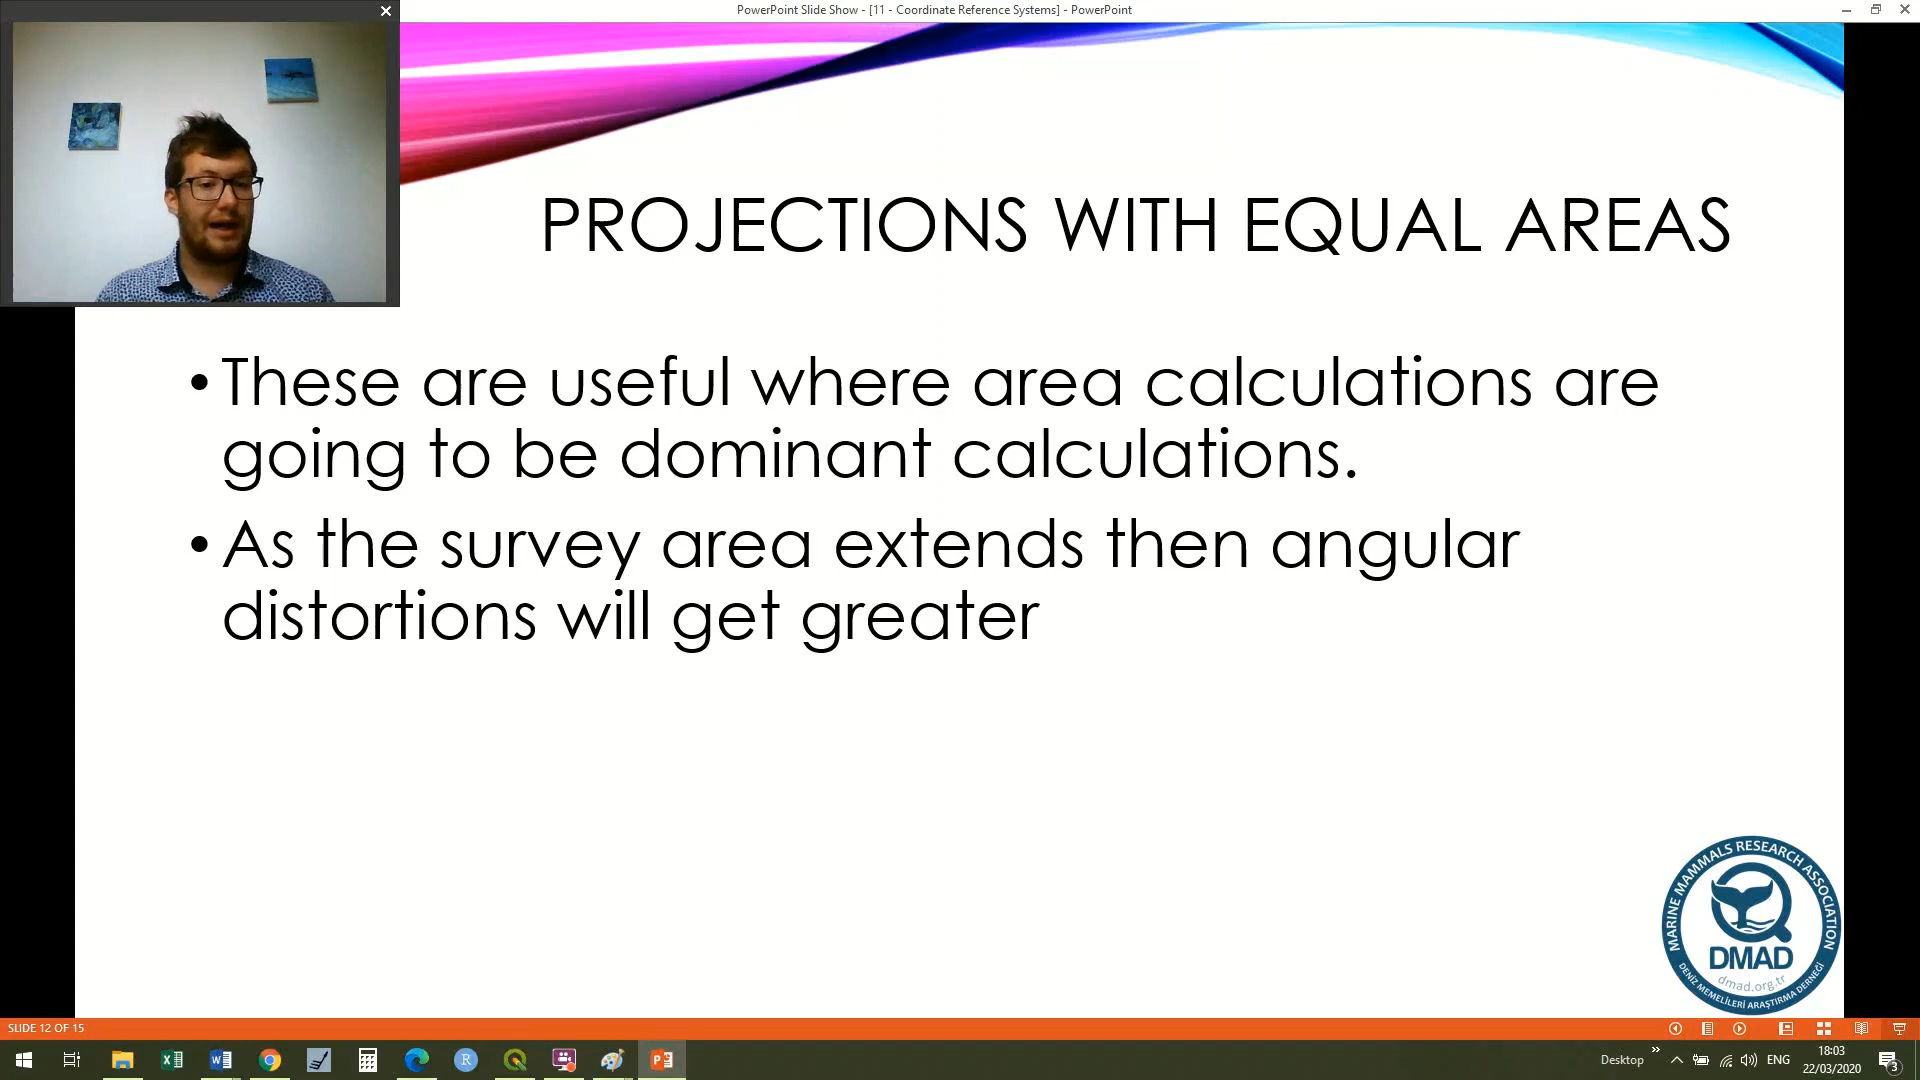 PowerPoint Slide Show - [11 - Coordinate Reference Systems] - PowerPoint
PROJECTIONS WITH EQUAL AREAS
•These are useful where area calculations are
going to be dominant calculations.
•As the survey area extends then angular
distortions will get greater
MARINE MAMMALS RESEARCH ASSOCIATION
DMAD
dmad.org.tr
DENİZ MEMELİLERİ ARAŞTIRMA DERNEĞİ
SLIDE 12 OF 15
Desktop
ENG
18:03
22/03/2020
3